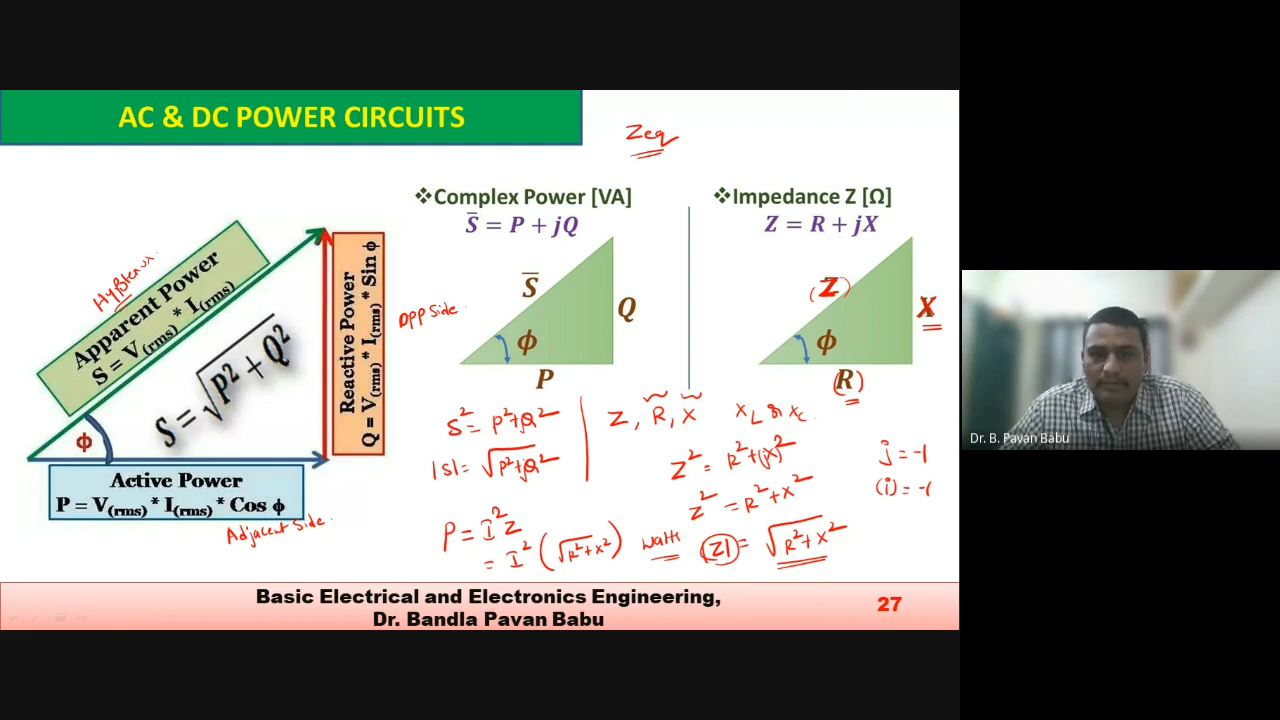 AC & DC POWER CIRCUITS
Zeq
❖Complex Power [VA]
S̅ = P + jQ
❖Impedance Z [Ω]
Z = R + jX
Apparent Power
S = V(rms) * I(rms)
Reactive Power
Q = V(rms) * I(rms) * Sin ϕ
S = √P² + Q²
ϕ
Active Power
P = V(rms) * I(rms) * Cos ϕ
Opp Side
Adjacent Side
S̅
Q
ϕ
P
(Z)
X
ϕ
(R)
S² = P²+Q²
|S| = √P²+Q²
P = I²Z
= I² (√R²+X²) watts
Z, R̃, X̃
XL or Xc
Z² = R²+(jX)²
Z² = R²+X²
|Z| = √R²+X²
j = -1
(i) = -1
Basic Electrical and Electronics Engineering,
Dr. Bandla Pavan Babu
27
Dr. B. Pavan Babu